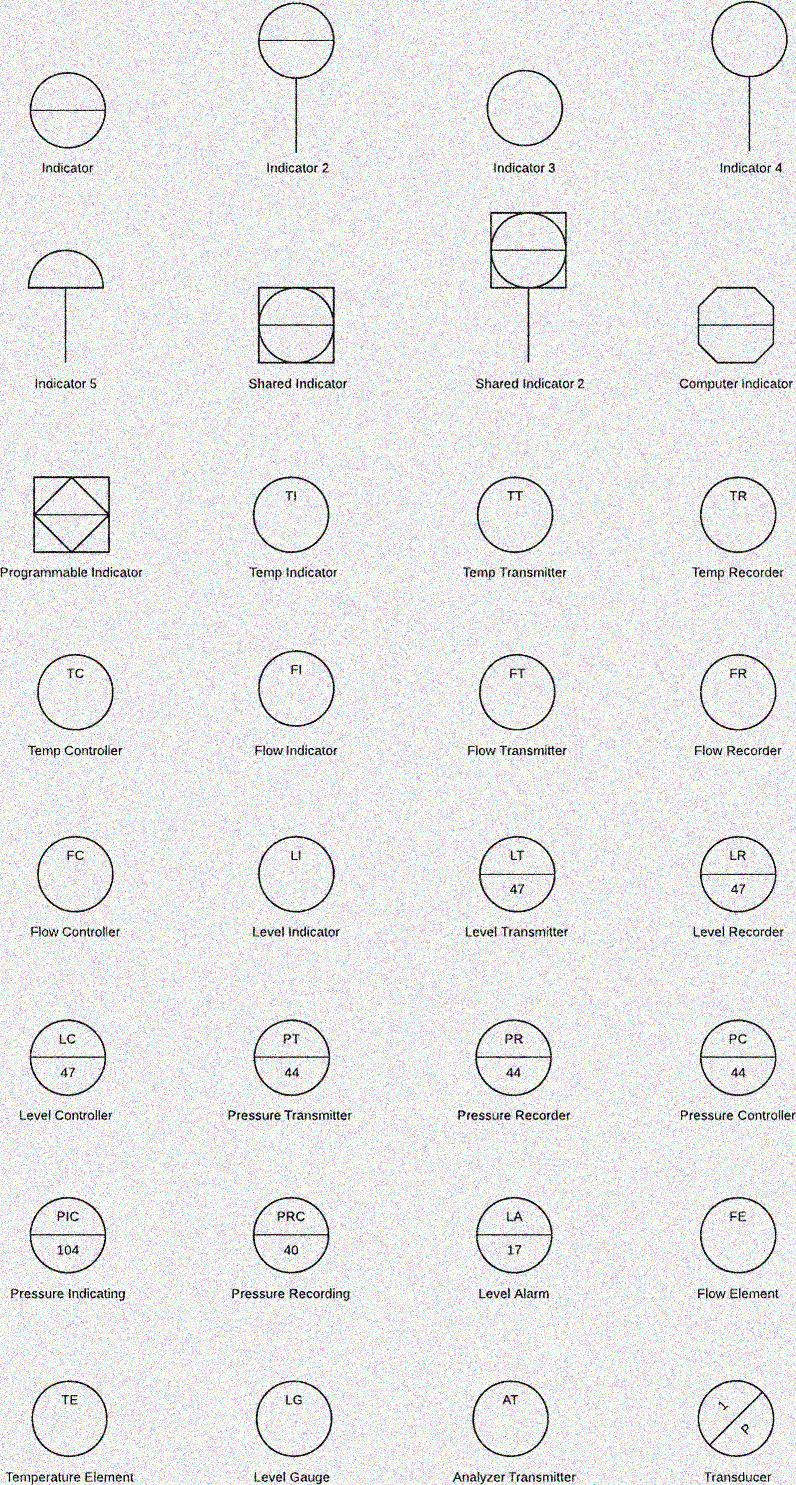 Indicator
Indicator 2
Indicator 3
Indicator 4
Indicator 5
Shared Indicator
Shared Indicator 2
Computer Indicator
TI
TT
TR
Programmable Indicator
Temp Indicator
Temp Transmitter
Temp Recorder
TC
FI
FT
FR
Temp Controller
Flow Indicator
Flow Transmitter
Flow Recorder
FC
LI
LT
47
LR
47
Flow Controller
Level Indicator
Level Transmitter
Level Recorder
LC
47
PT
44
PR
44
PC
44
Level Controller
Pressure Transmitter
Pressure Recorder
Pressure Controller
PIC
104
PRC
40
LA
17
FE
Pressure Indicating
Pressure Recording
Level Alarm
Flow Element
TE
LG
AT
1
P
Temperature Element
Level Gauge
Analyzer Transmitter
Transducer